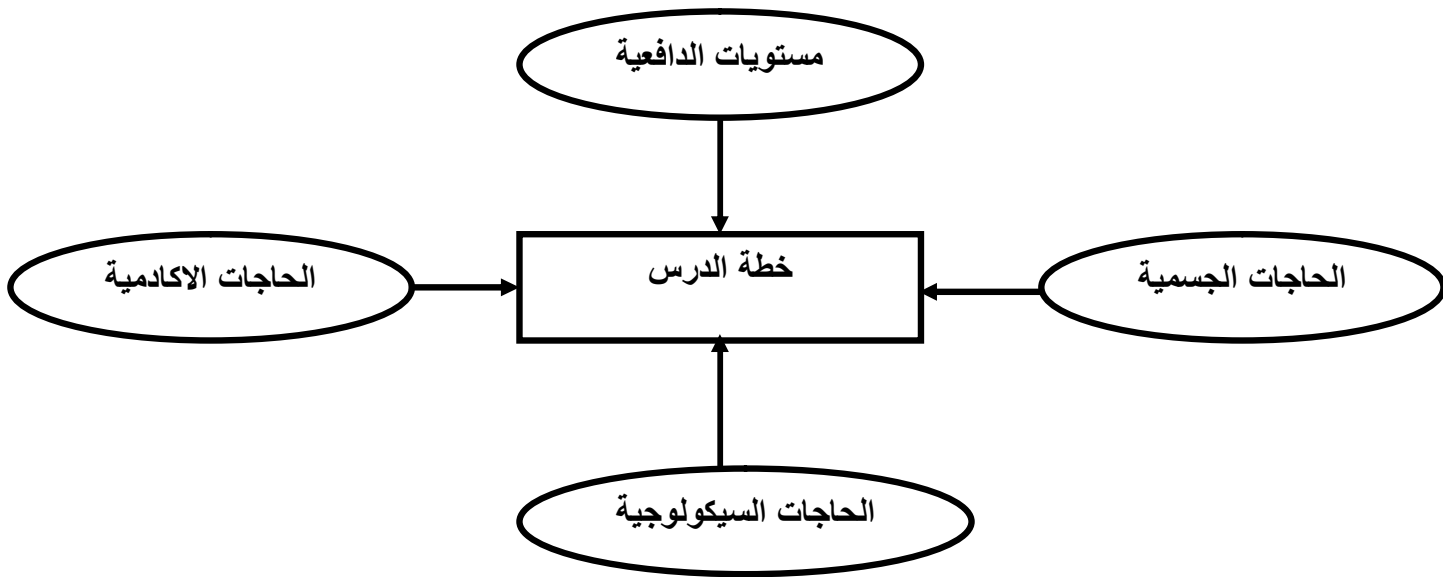 مستويات الدافعية
الحاجات الجسمية
خطة الدرس
الحاجات الاكادمية
الحاجات السيكولوجية